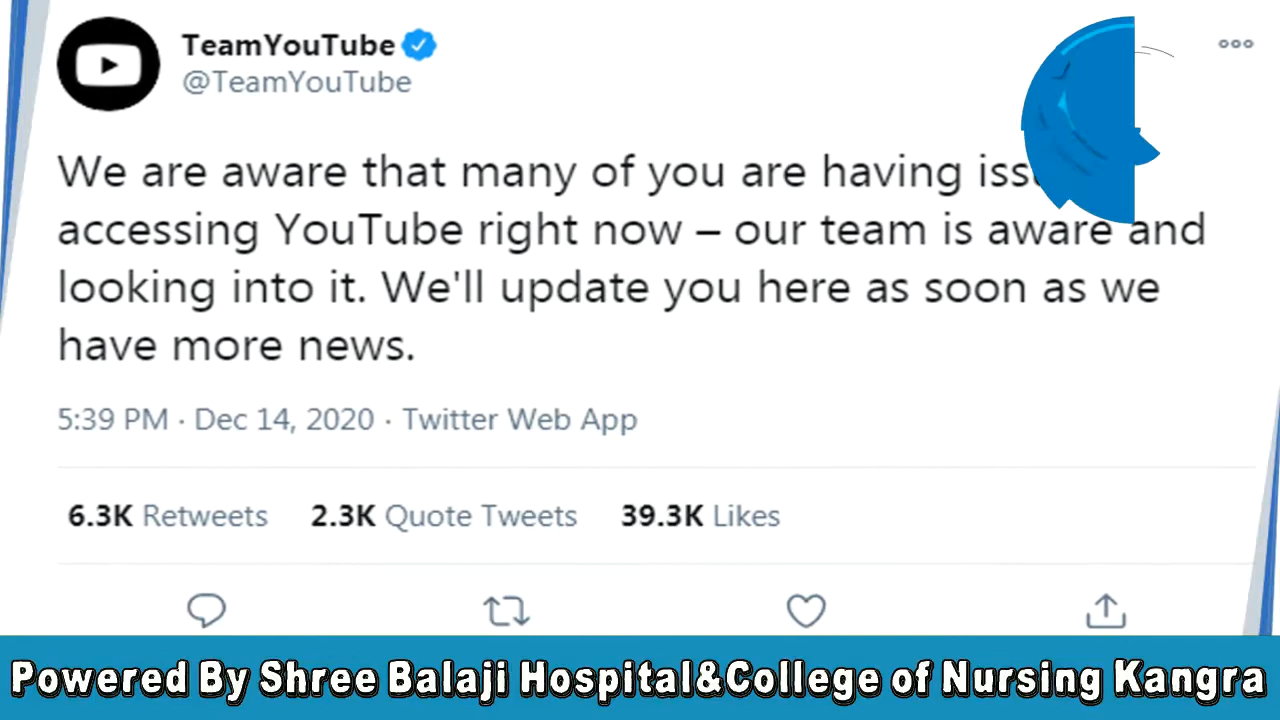 TeamYouTube
@TeamYouTube
We are aware that many of you are having
accessing YouTube right now – our team is aware and
looking into it. We'll update you here as soon as we
have more news.
5:39 PM · Dec 14, 2020 · Twitter Web App
6.3K Retweets 2.3K Quote Tweets 39.3K Likes
Powered By Shree Balaji Hospital&College of Nursing Kangra